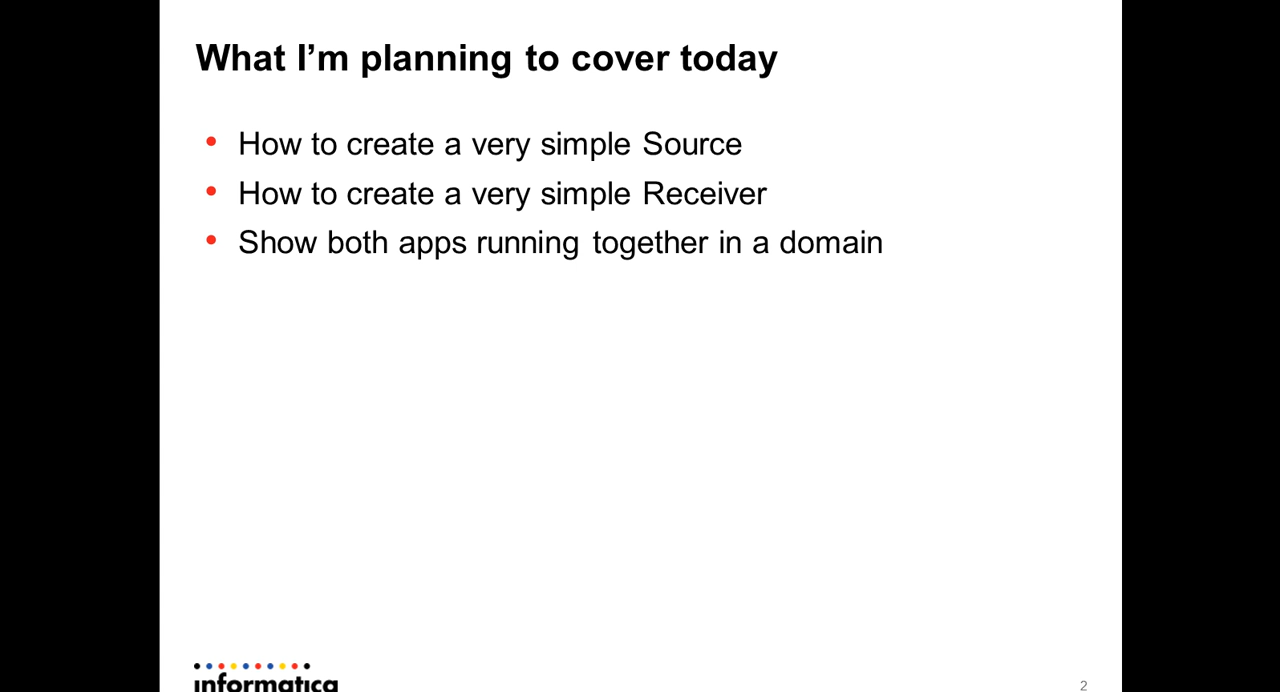 What I’m planning to cover today
• How to create a very simple Source
• How to create a very simple Receiver
• Show both apps running together in a domain
informatica
2